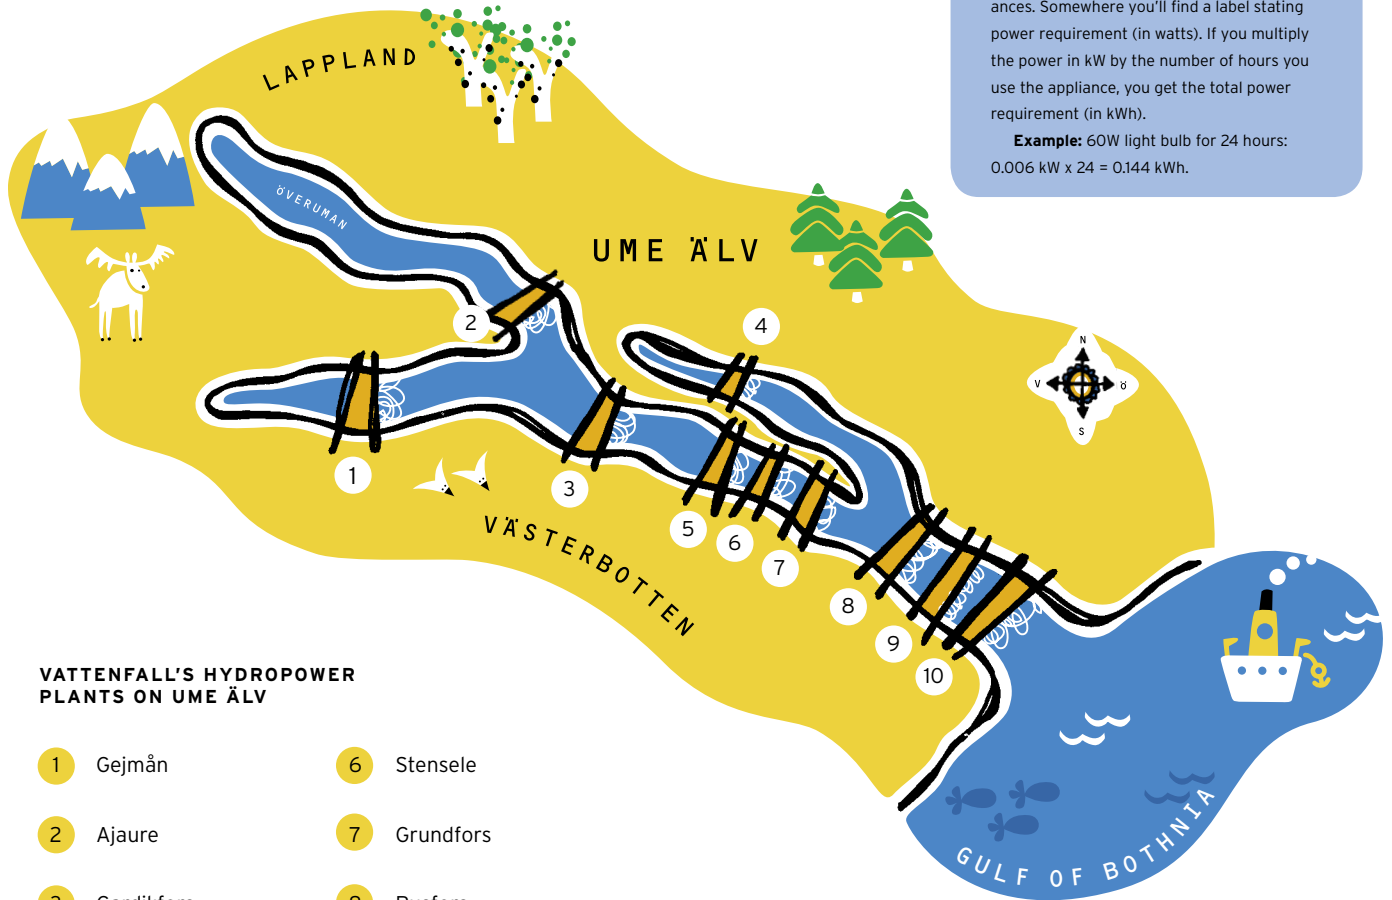 ances. Somewhere you'll find a label stating
power requirement (in watts). If you multiply
the power in kW by the number of hours you
use the appliance, you get the total power
requirement (in kWh).
Example: 60W light bulb for 24 hours:
0.006 kW x 24 = 0.144 kWh.
LAPPLAND
ÖVERUMAN
UME ÄLV
2
4
N
V
Ö
S
1
3
5
6
7
8
9
10
VÄSTERBOTTEN
GULF OF BOTHNIA
VATTENFALL'S HYDROPOWER
PLANTS ON UME ÄLV
1 Gejmån
6 Stensele
2 Ajaure
7 Grundfors